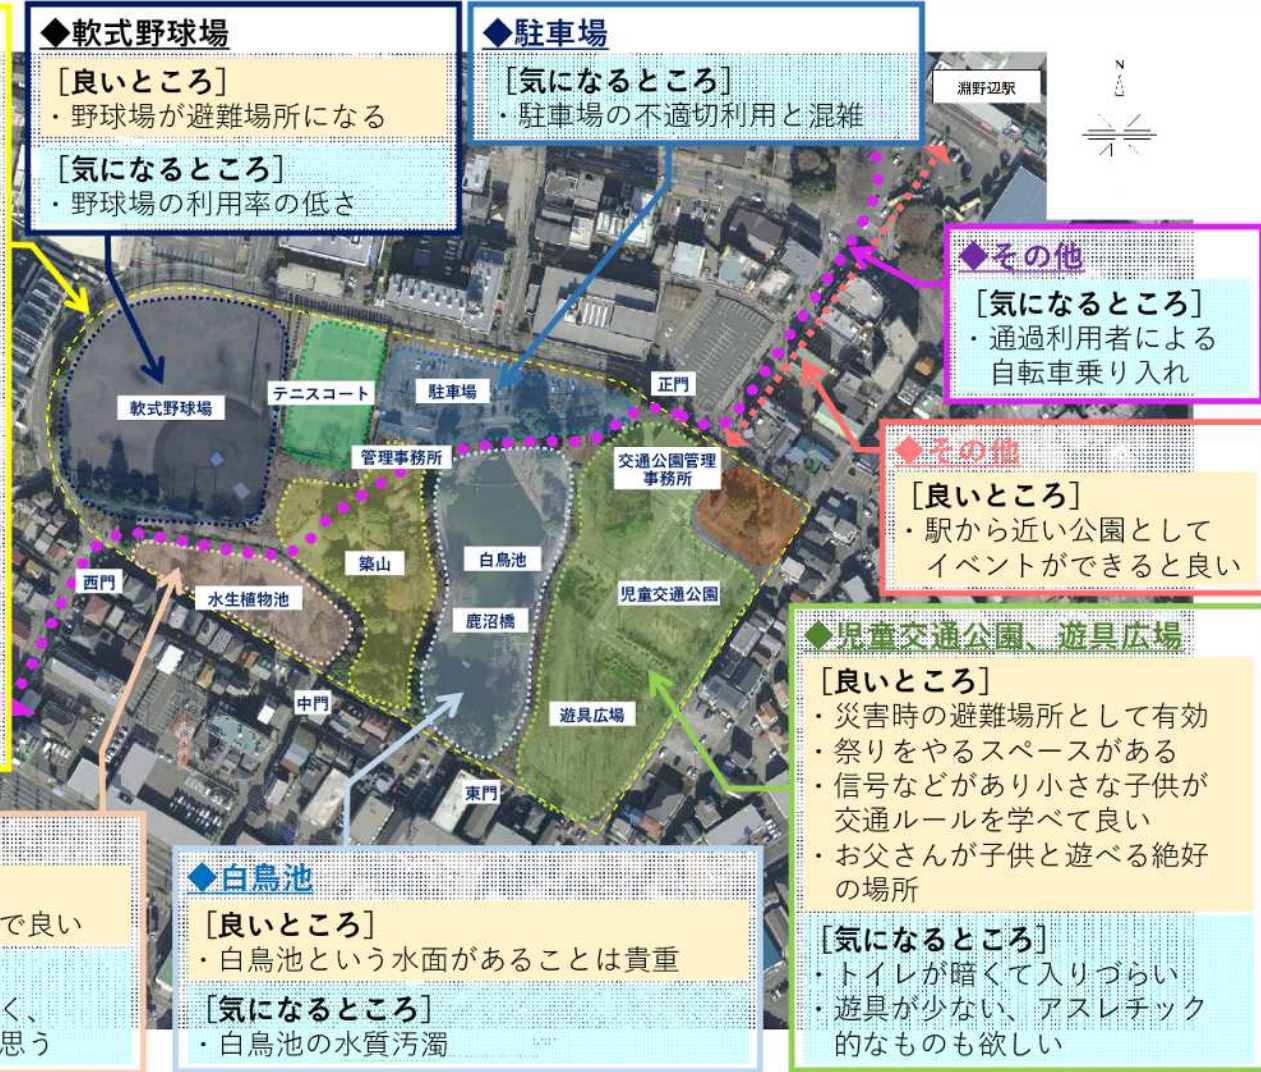 ◆軟式野球場
[良いところ]
・野球場が避難場所になる
[気になるところ]
・野球場の利用率の低さ
◆駐車場
[気になるところ]
・駐車場の不適切利用と混雑
淵野辺駅
N
◆その他
[気になるところ]
・通過利用者による
自転車乗り入れ
◆その他
[良いところ]
・駅から近い公園として
イベントができると良い
軟式野球場
テニスコート
駐車場
正門
管理事務所
交通公園管理
事務所
築山
白鳥池
鹿沼橋
児童交通公園
西門
水生植物池
中門
遊具広場
東門
◆児童交通公園、遊具広場
[良いところ]
・災害時の避難場所として有効
・祭りをやるスペースがある
・信号などがあり小さな子供が
交通ルールを学べて良い
・お父さんが子供と遊べる絶好
の場所
[気になるところ]
・トイレが暗くて入りづらい
・遊具が少ない、アスレチック
的なものも欲しい
で良い
く、
思う
◆白鳥池
[良いところ]
・白鳥池という水面があることは貴重
[気になるところ]
・白鳥池の水質汚濁